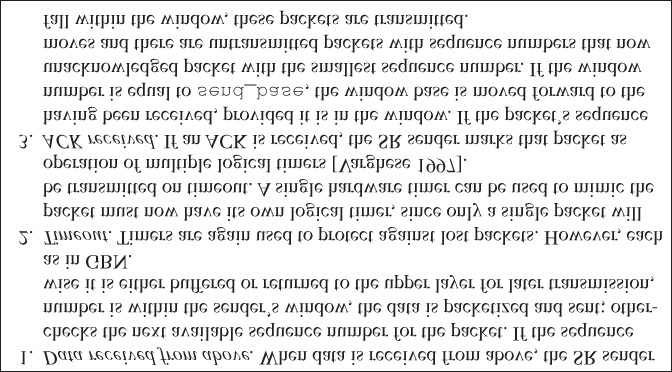 1. Data received from above. When data is received from above, the SR sender
checks the next available sequence number for the packet. If the sequence
number is within the sender's window, the data is packetized and sent; other-
wise it is either buffered or returned to the upper layer for later transmission,
as in GBN.
2. Timeout. Timers are again used to protect against lost packets. However, each
packet must now have its own logical timer, since only a single packet will
be transmitted on timeout. A single hardware timer can be used to mimic the
operation of multiple logical timers [Varghese 1997].
3. ACK received. If an ACK is received, the SR sender marks that packet as
having been received, provided it is in the window. If the packet's sequence
number is equal to send_base, the window base is moved forward to the
unacknowledged packet with the smallest sequence number. If the window
moves and there are untransmitted packets with sequence numbers that now
fall within the window, these packets are transmitted.